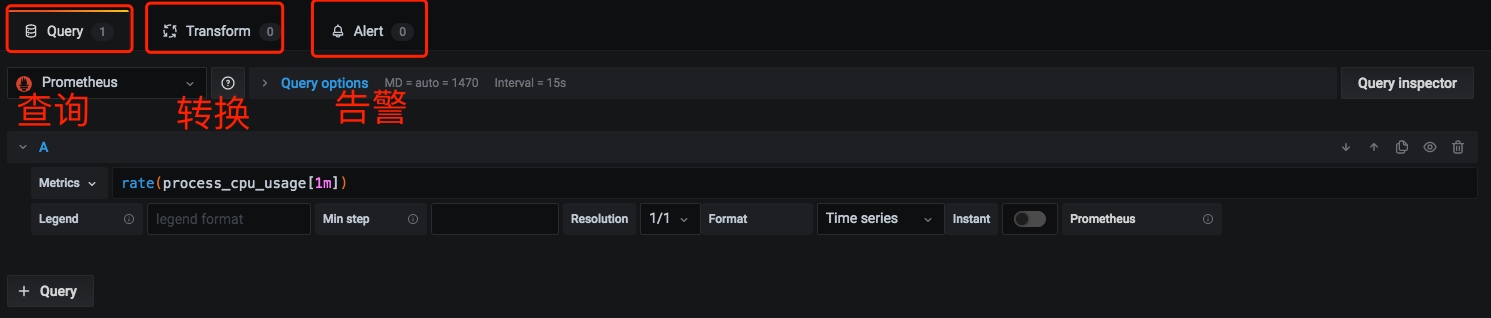 Query 1 Transform 0 Alert 0
Prometheus Query options MD = auto = 1470 Interval = 15s Query inspector
查询 转换 告警
A
Metrics rate(process_cpu_usage[1m])
Legend legend format Min step Resolution 1/1 Format Time series Instant Prometheus
+ Query